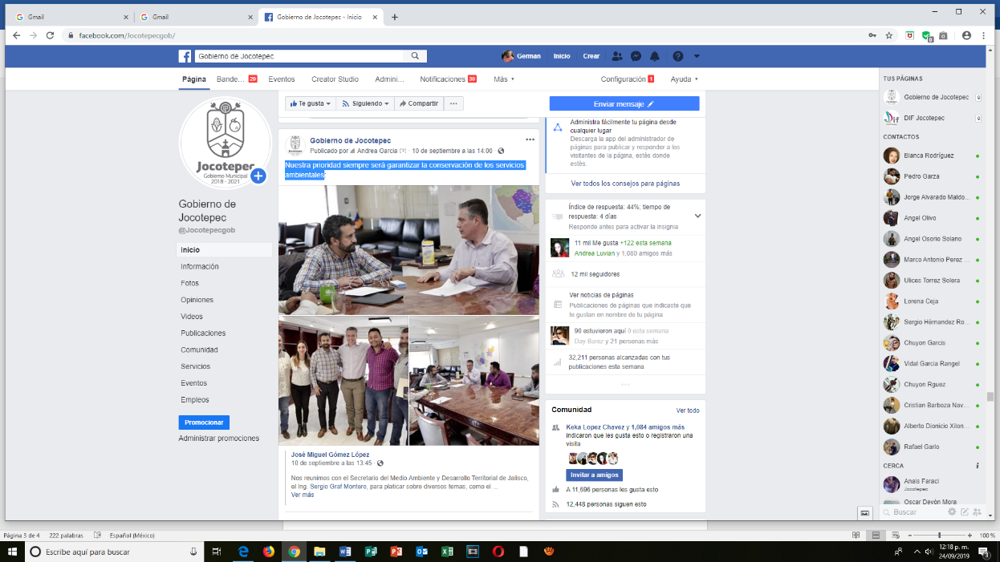 Gmail
Gmail
Gobierno de Jocotepec - Inicio
facebook.com/Jocotepecgob/
Gobierno de Jocotepec
German
Inicio
Crear
Página
Bande... 29
Eventos
Creator Studio
Admini...
Notificaciones 39
Más
Configuración 1
Ayuda
Jocotepec
Gobierno Municipal
2018 - 2021
Gobierno de
Jocotepec
@Jocotepecgob
Inicio
Información
Fotos
Opiniones
Videos
Publicaciones
Comunidad
Servicios
Eventos
Empleos
Promocionar
Administrar promociones
Te gusta
Siguiendo
Compartir
Gobierno de Jocotepec
Publicado por Andrea Garcia [?] · 10 de septiembre a las 14:00 ·
Nuestra prioridad siempre será garantizar la conservación de los servicios
ambientales
José Miguel Gómez López
10 de septiembre a las 13:45 ·
Nos reunimos con el Secretario del Medio Ambiente y Desarrollo Territorial de Jalisco,
el Ing. Sergio Graf Montero, para platicar sobre diversos temas, como el ...
Ver más
Enviar mensaje
Administra fácilmente tu página desde
cualquier lugar
Descarga la app del administrador de
páginas para publicar y responder a los
visitantes de la página, estés donde
estés.
Ver todos los consejos para páginas
Índice de respuesta: 44%; tiempo de
respuesta: 4 días
Responde antes para activar la insignia
11 mil Me gusta +122 esta semana
Andrea Luvian y 1,080 amigos más
12 mil seguidores
Ver noticias de páginas
Publicaciones de páginas que indicaste que
te gustan en nombre de tu página
90 estuvieron aquí 0 esta semana
Day Barez y 21 personas más
32,211 personas alcanzadas con tus
publicaciones esta semana
Comunidad
Ver todo
Keka Lopez Chavez y 1,084 amigos más
indicaron que les gusta esto o registraron una
visita
Invitar a amigos
A 11,696 personas les gusta esto
12,448 personas siguen esto
TUS PÁGINAS
Gobierno de Jocotepec 9
DIF Jocotepec 9
CONTACTOS
Blanca Rodríguez
Pedro Garza
Jorge Alvarado Maldo...
Angel Olivo
Angel Osorio Solano
Marco Antonio Perez ...
Ulices Torrez Solera
Lorena Ceja
Sergio Hérnandez Ro...
Chuyon Garcis
Vidal Garcia Rangel
Chuyon Rguez
Cristian Barboza Nav...
Alberto Dionicio Xilon...
Rafael Garlo
CERCA
Anais Faraci
Jocotepec
Oscar Devòn Mora
Buscar
Página 3 de 4
222 palabras
Español (México)
100 %
Escribe aquí para buscar
12:18 p. m.
24/09/2019
3